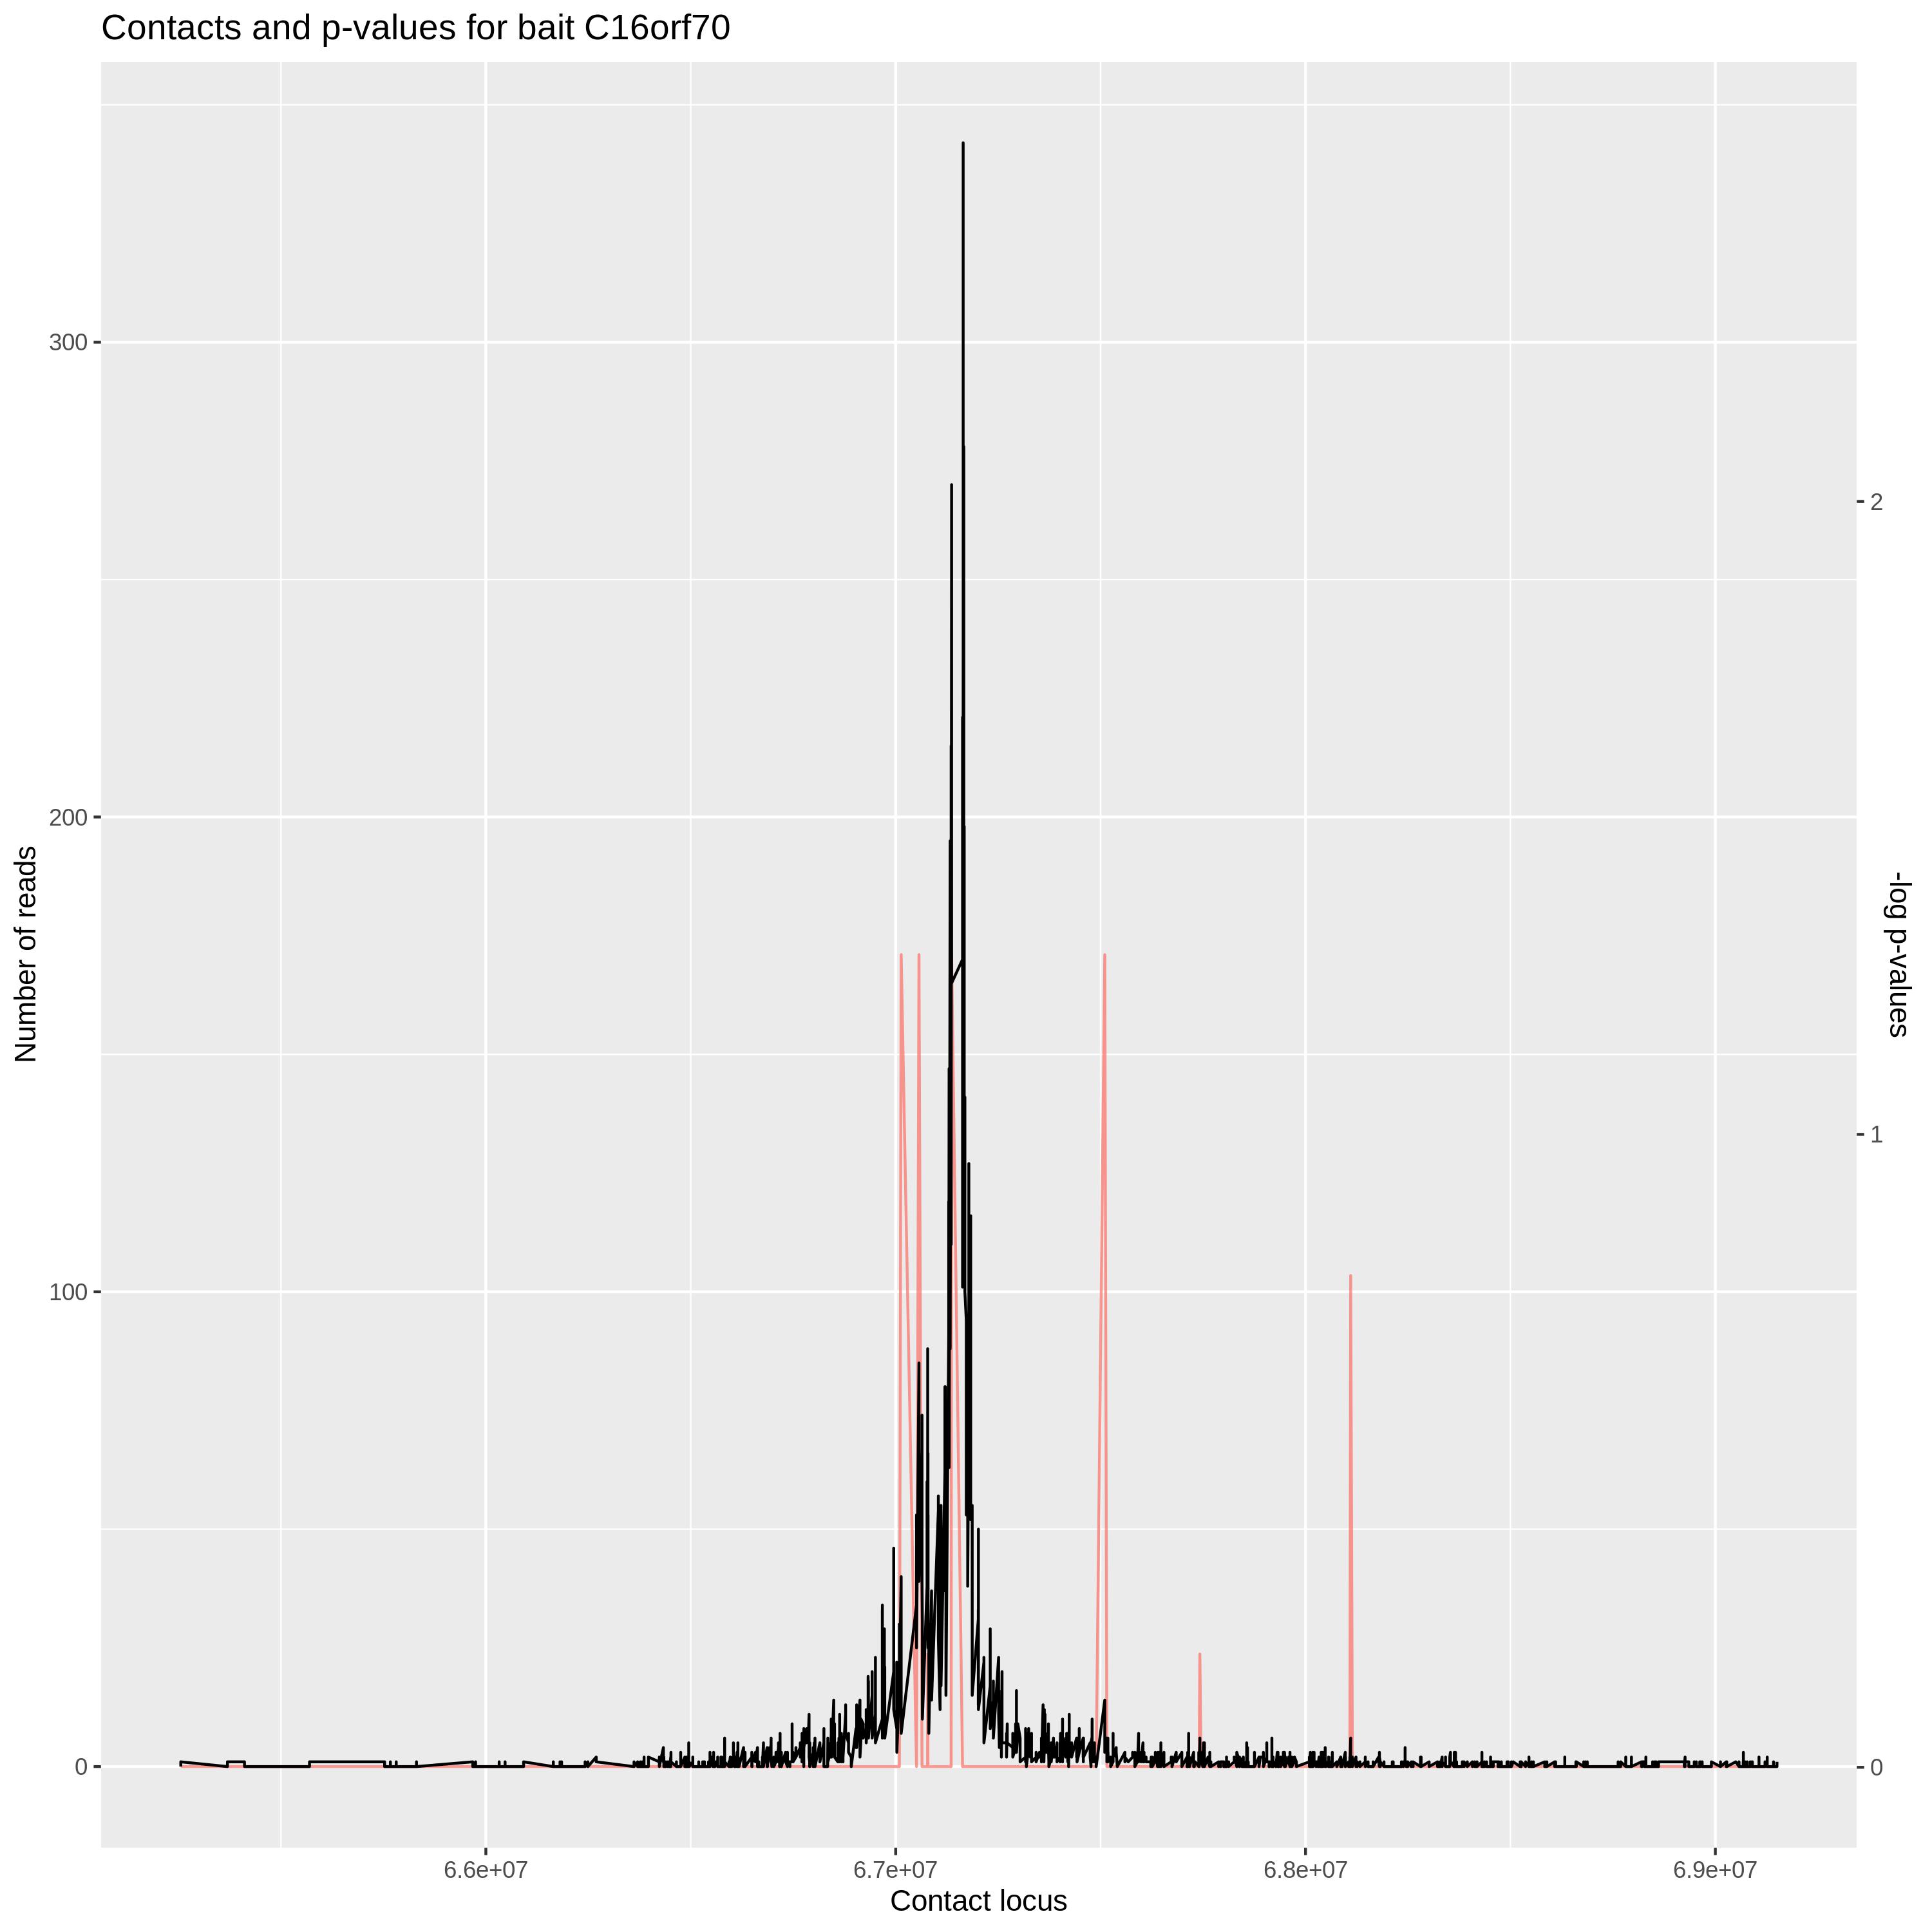 Contacts and p-values for bait C16orf70
300
200
100
0
2
1
0
Number of reads
-log p-values
6.6e+07
6.7e+07
6.8e+07
6.9e+07
Contact locus